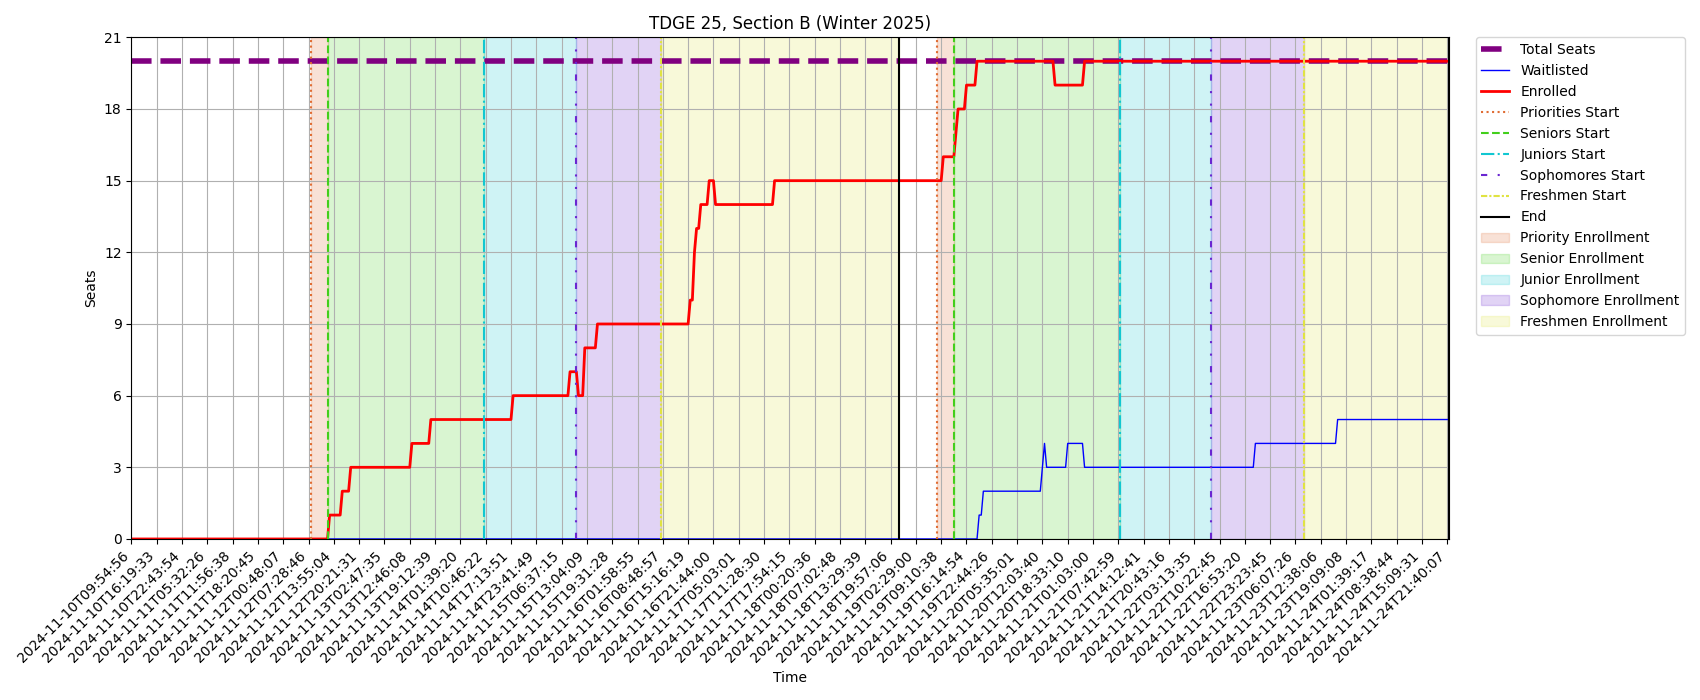 TDGE 25, Section B (Winter 2025)
21
18
15
12
9
6
3
0
Seats
2024-11-10T09:54:56
2024-11-10T16:19:33
2024-11-10T22:43:54
2024-11-11T05:32:26
2024-11-11T11:56:38
2024-11-11T18:20:45
2024-11-12T00:48:07
2024-11-12T07:28:46
2024-11-12T13:55:04
2024-11-12T20:21:31
2024-11-13T02:47:35
2024-11-13T12:46:08
2024-11-13T19:12:39
2024-11-14T01:39:20
2024-11-14T10:46:22
2024-11-14T17:13:51
2024-11-14T23:41:49
2024-11-15T06:37:15
2024-11-15T13:04:09
2024-11-15T19:31:28
2024-11-16T01:58:55
2024-11-16T08:48:57
2024-11-16T15:16:19
2024-11-16T21:44:00
2024-11-17T05:03:01
2024-11-17T11:28:30
2024-11-17T17:54:15
2024-11-18T00:20:36
2024-11-18T07:02:48
2024-11-18T13:29:39
2024-11-18T19:57:06
2024-11-19T02:29:00
2024-11-19T09:10:38
2024-11-19T16:14:54
2024-11-19T22:44:26
2024-11-20T05:35:01
2024-11-20T12:03:40
2024-11-20T18:33:10
2024-11-21T01:03:00
2024-11-21T07:42:59
2024-11-21T14:12:41
2024-11-21T20:43:16
2024-11-22T03:13:35
2024-11-22T10:22:45
2024-11-22T16:53:20
2024-11-22T23:23:45
2024-11-23T06:07:26
2024-11-23T12:38:06
2024-11-23T19:09:08
2024-11-24T01:39:17
2024-11-24T08:38:44
2024-11-24T15:09:31
2024-11-24T21:40:07
Time
Total Seats
Waitlisted
Enrolled
Priorities Start
Seniors Start
Juniors Start
Sophomores Start
Freshmen Start
End
Priority Enrollment
Senior Enrollment
Junior Enrollment
Sophomore Enrollment
Freshmen Enrollment